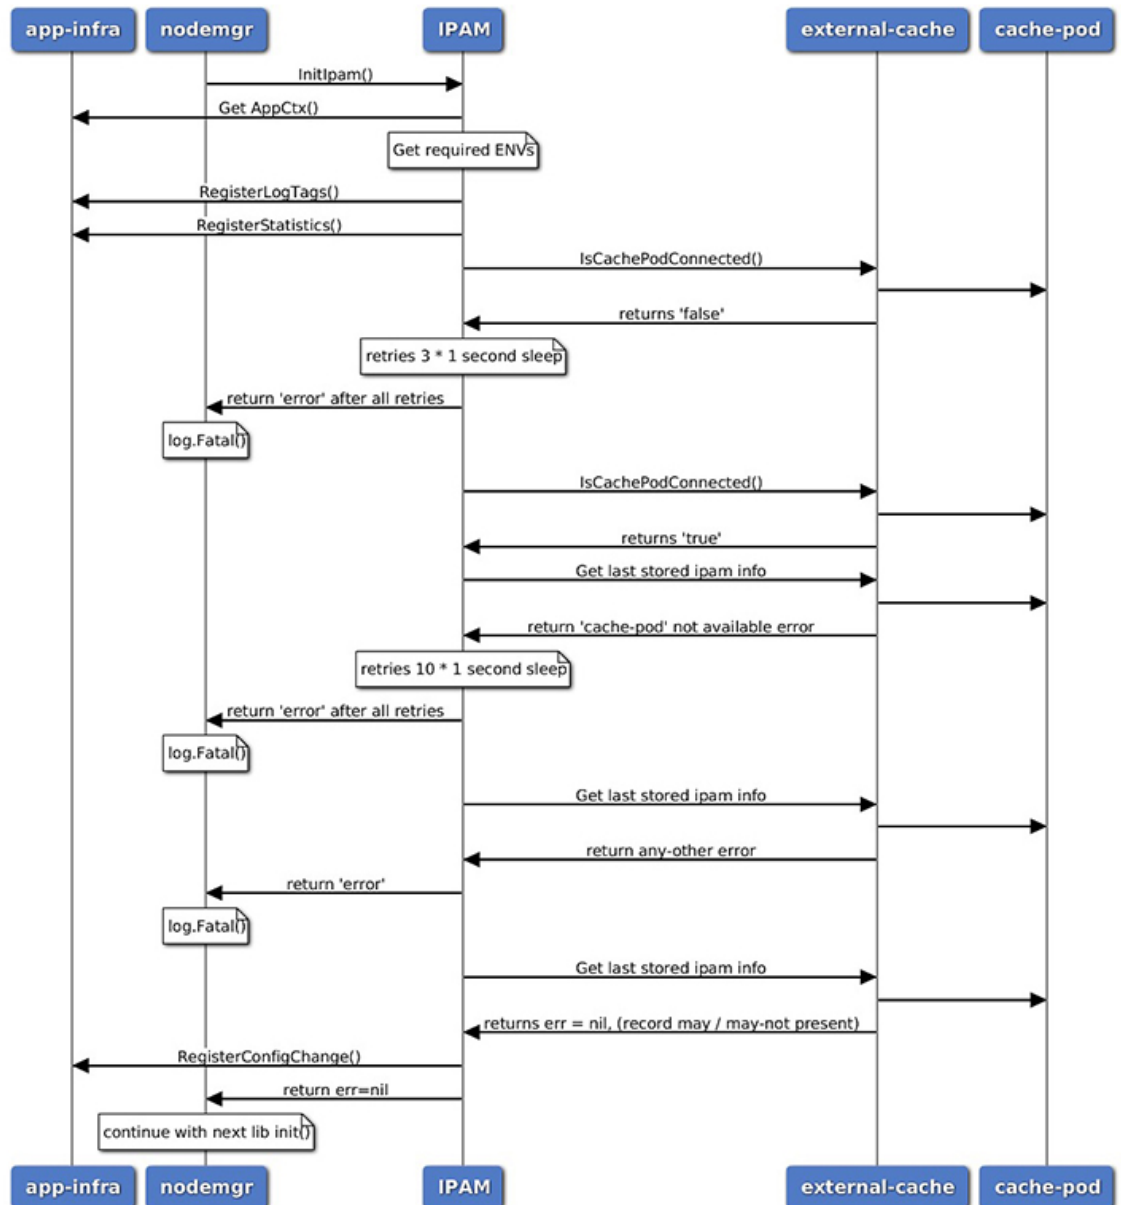 app-infra nodemgr IPAM external-cache cache-pod
InitIpam()
Get AppCtx()
Get required ENVs
RegisterLogTags()
RegisterStatistics()
IsCachePodConnected()
returns 'false'
retries 3 * 1 second sleep
return 'error' after all retries
log.Fatal()
IsCachePodConnected()
returns 'true'
Get last stored ipam info
return 'cache-pod' not available error
retries 10 * 1 second sleep
return 'error' after all retries
log.Fatal()
Get last stored ipam info
return any-other error
return 'error'
log.Fatal()
Get last stored ipam info
returns err = nil, (record may / may-not present)
RegisterConfigChange()
return err=nil
continue with next lib init()
app-infra nodemgr IPAM external-cache cache-pod